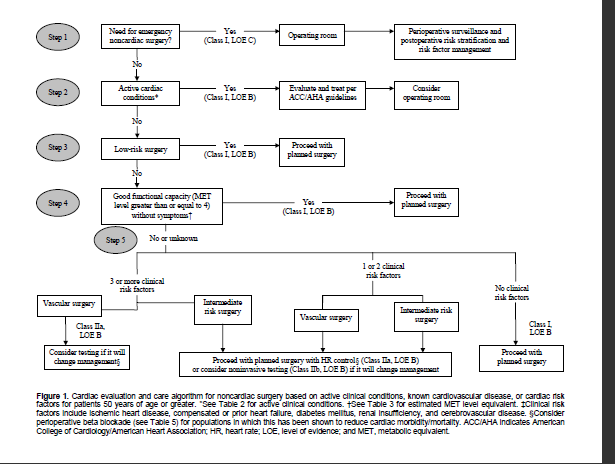 Step 1
Need for emergency
noncardiac surgery?
Yes
(Class I, LOE C)
Operating room
Perioperative surveillance and
postoperative risk stratification and
risk factor management
No
Step 2
Active cardiac
conditions*
Yes
(Class I, LOE B)
Evaluate and treat per
ACC/AHA guidelines
Consider
operating room
No
Step 3
Low-risk surgery
Yes
(Class I, LOE B)
Proceed with
planned surgery
No
Step 4
Good functional capacity (MET
level greater than or equal to 4)
without symptoms†
Yes
(Class I, LOE B)
Proceed with
planned surgery
Step 5
No or unknown
3 or more clinical
risk factors
1 or 2 clinical
risk factors
No clinical
risk factors
Vascular surgery
Intermediate
risk surgery
Vascular surgery
Intermediate risk
surgery
Class IIa,
LOE B
Class I,
LOE B
Consider testing if it will
change management§
Proceed with planned surgery with HR control§ (Class IIa, LOE B)
or consider noninvasive testing (Class IIb, LOE B) if it will change management
Proceed with
planned surgery
Figure 1. Cardiac evaluation and care algorithm for noncardiac surgery based on active clinical conditions, known cardiovascular disease, or cardiac risk
factors for patients 50 years of age or greater. *See Table 2 for active clinical conditions. †See Table 3 for estimated MET level equivalent. ‡Clinical risk
factors include ischemic heart disease, compensated or prior heart failure, diabetes mellitus, renal insufficiency, and cerebrovascular disease. §Consider
perioperative beta blockade (see Table 5) for populations in which this has been shown to reduce cardiac morbidity/mortality. ACC/AHA indicates American
College of Cardiology/American Heart Association; HR, heart rate; LOE, level of evidence; and MET, metabolic equivalent.